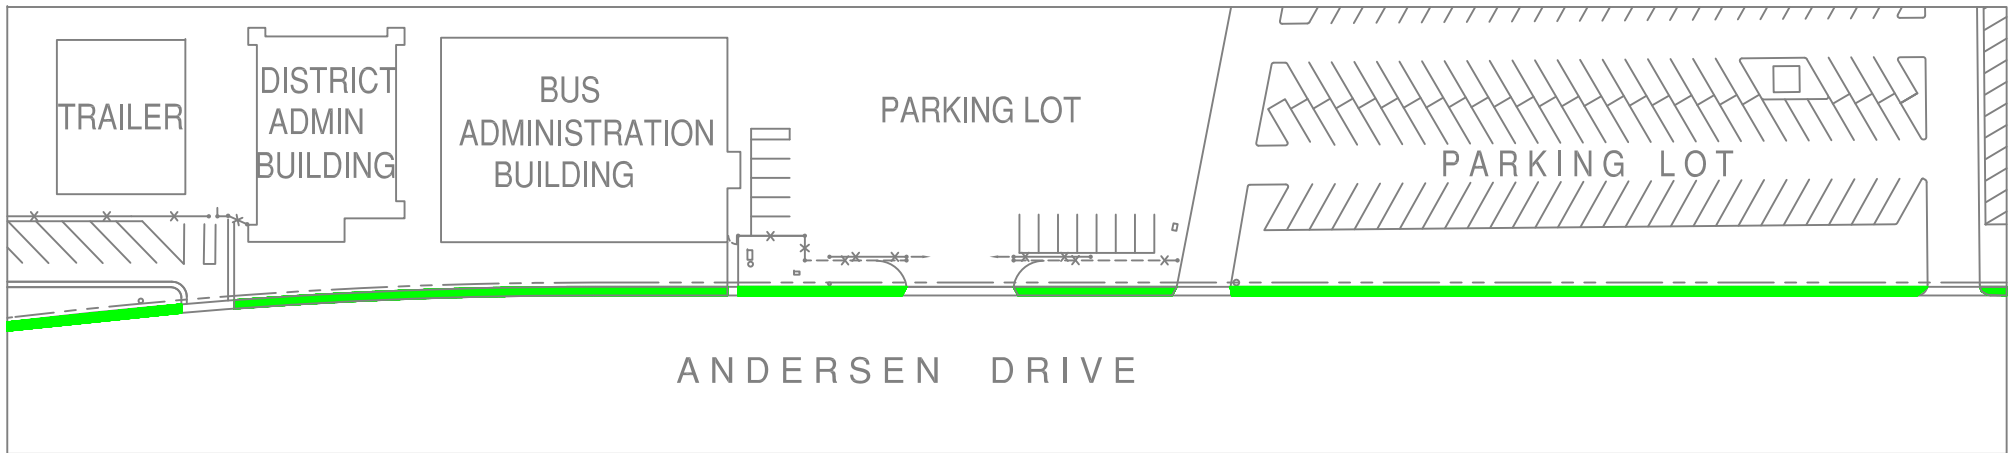 TRAILER
DISTRICT
ADMIN
BUILDING
BUS
ADMINISTRATION
BUILDING
PARKING LOT
PARKING LOT
ANDERSEN DRIVE